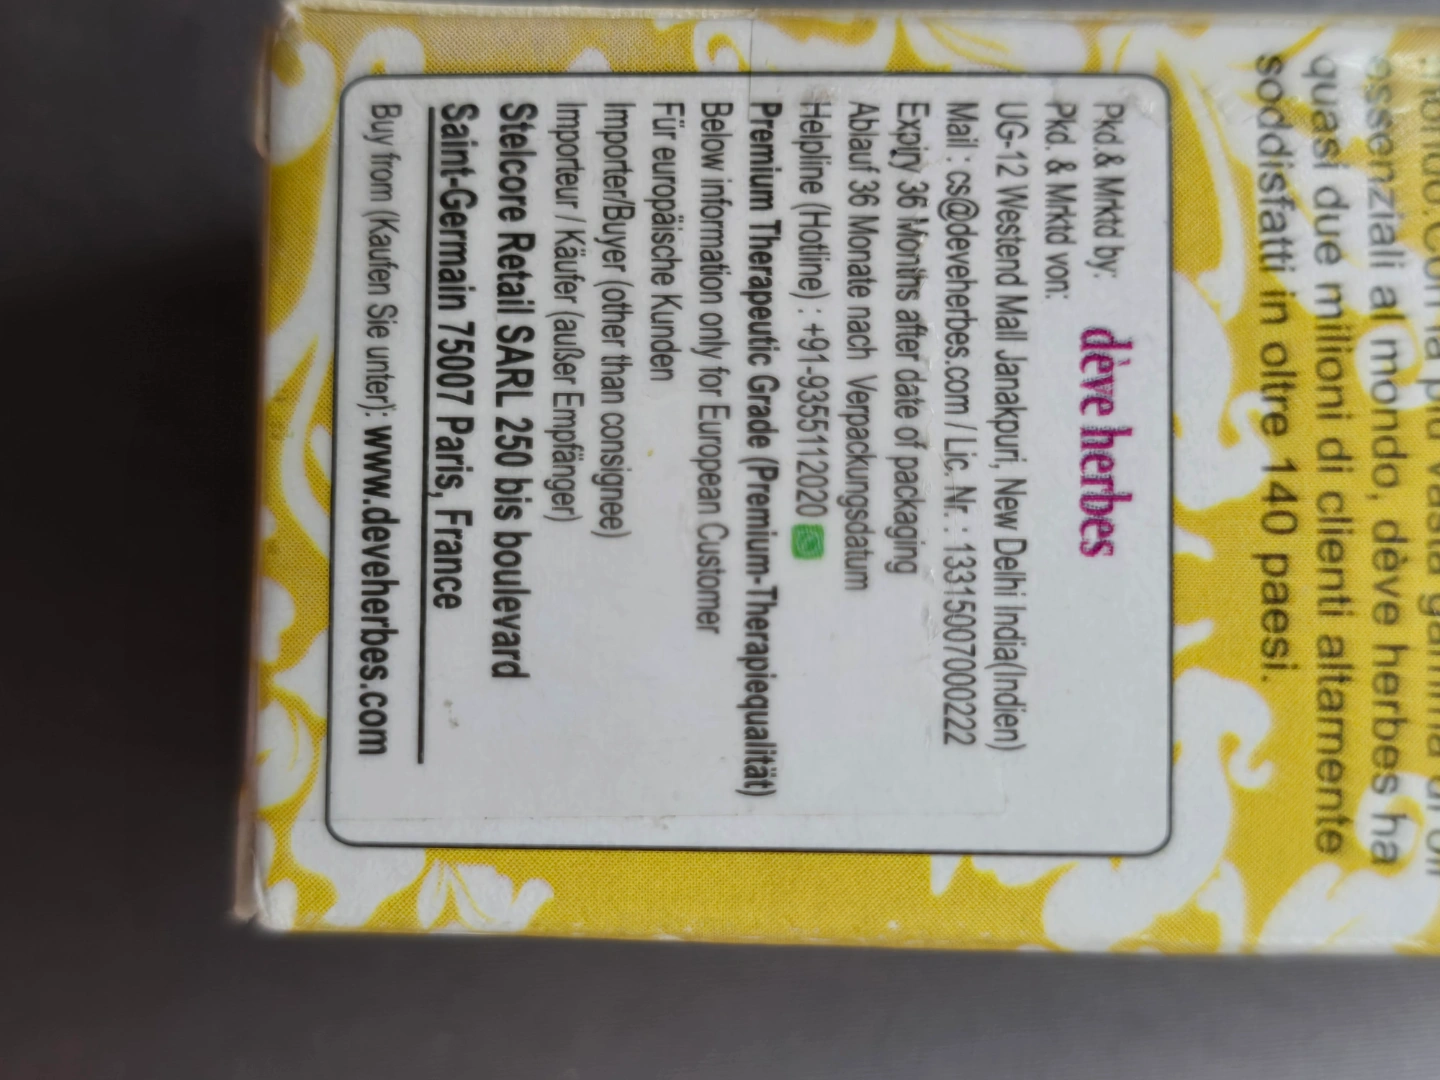 essenziali al mondo, dève herbes ha
quasi due milioni di clienti altamente
soddisfatti in oltre 140 paesi.
Pkd & Mrktd by:
Pkd. & Mrktd von:
dève herbes
UG-12 Westend Mall Janakpuri, New Delhi India(Indien)
Mail : cs@deveherbes.com / Lic. Nr. : 13315007000222
Expiry 36 Months after date of packaging
Ablauf 36 Monate nach Verpackungsdatum
Helpline (Hotline) : +91-9355112020
Premium Therapeutic Grade (Premium-Therapiequalität)
Below information only for European Customer
Für europäische Kunden
Importer/Buyer (other than consignee)
Importeur / Käufer (außer Empfänger)
Stelcore Retail SARL 250 bis boulevard
Saint-Germain 75007 Paris, France
Buy from (Kaufen Sie unter): www.deveherbes.com